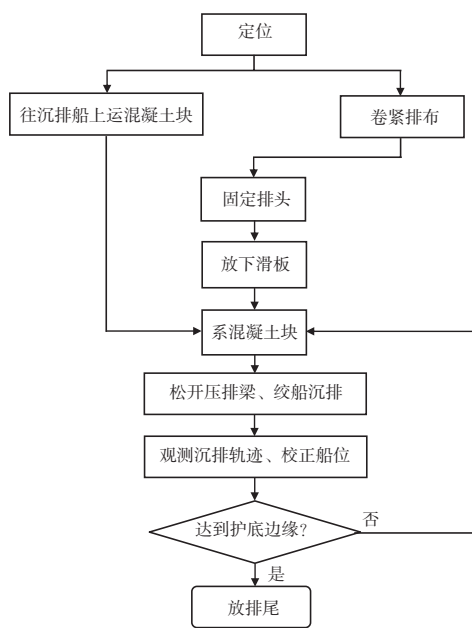 定位
往沉排船上运混凝土块
卷紧排布
固定排头
放下滑板
系混凝土块
松开压排梁、绞船沉排
观测沉排轨迹、校正船位
达到护底边缘?
否
是
放排尾